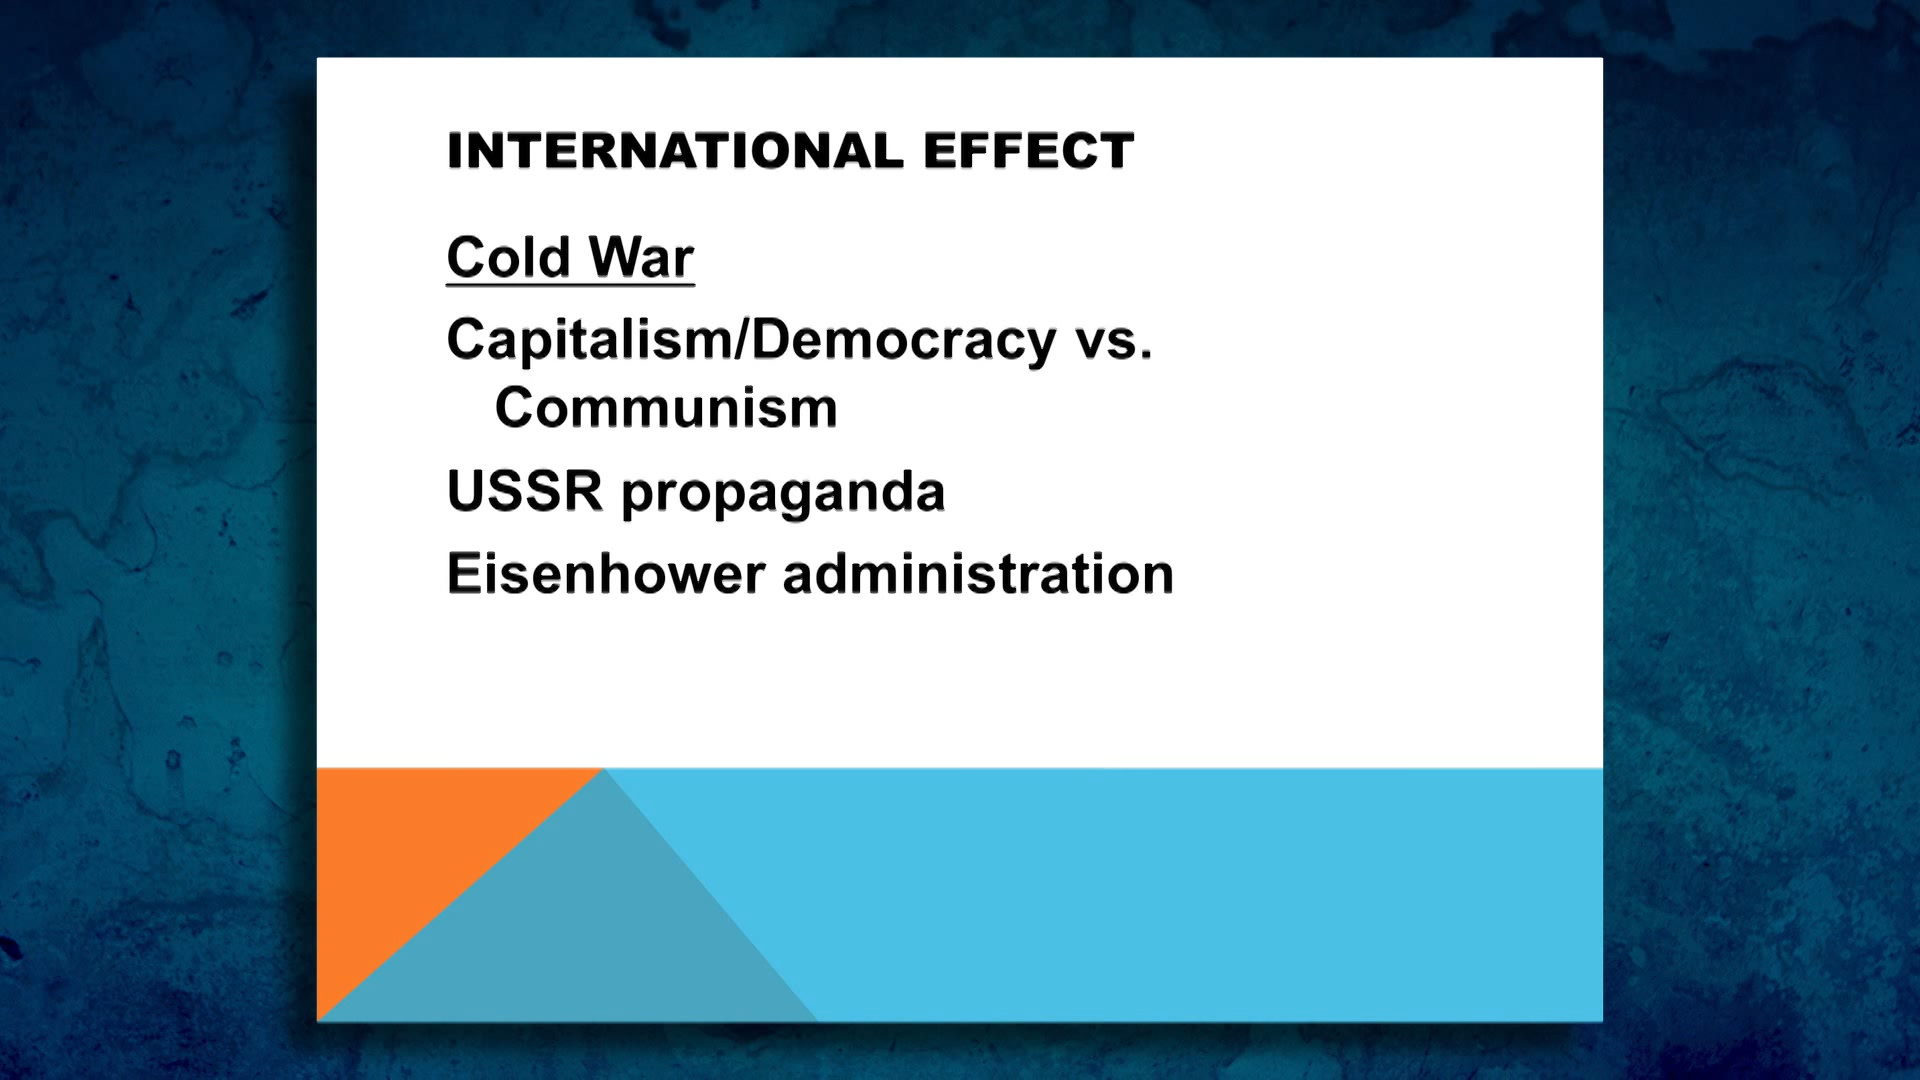 INTERNATIONAL EFFECT
Cold War
Capitalism/Democracy vs.
Communism
USSR propaganda
Eisenhower administration